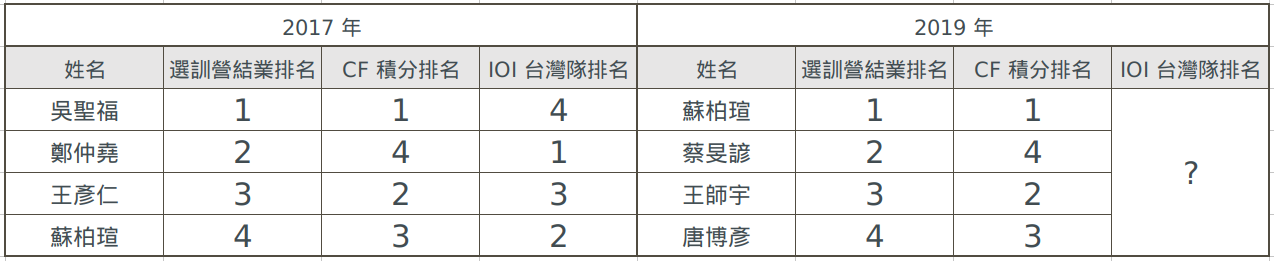 2017 年 2019 年
姓名 選訓營結業排名 CF 積分排名 IOI 台灣隊排名 姓名 選訓營結業排名 CF 積分排名 IOI 台灣隊排名
吳聖福 1 1 4 蘇柏瑄 1 1
鄭仲堯 2 4 1 蔡旻諺 2 4
?
王彥仁 3 2 3 王師宇 3 2
蘇柏瑄 4 3 2 唐博彥 4 3